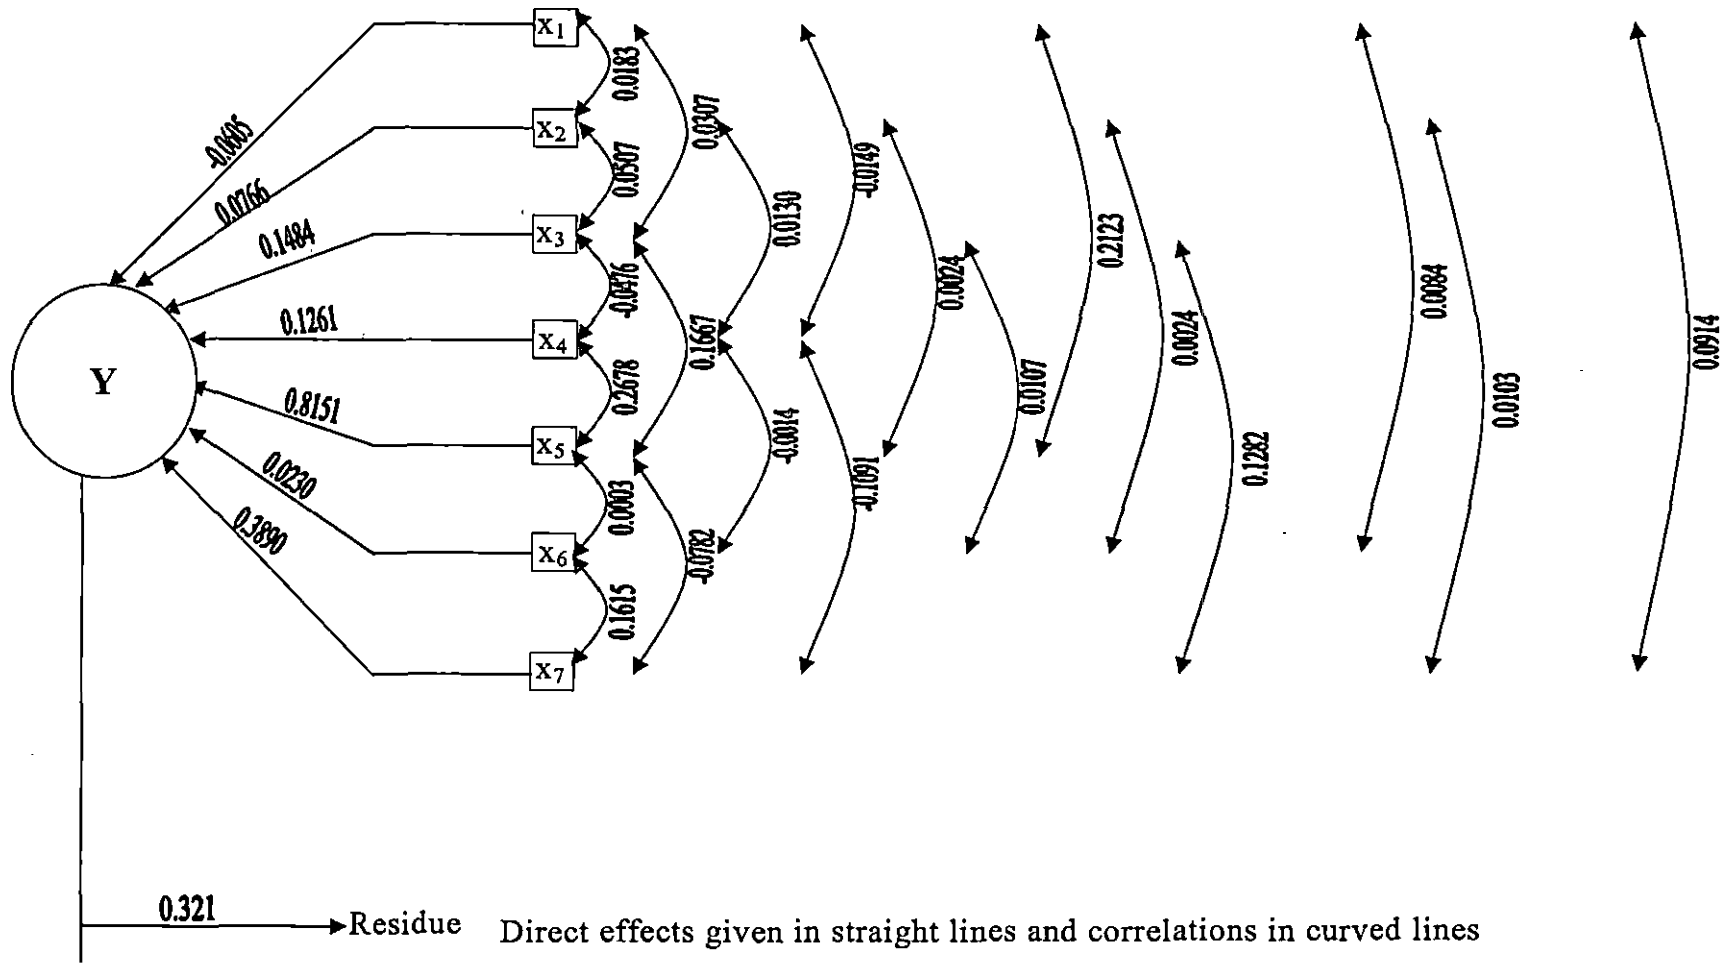 x1
0.0183
-0.0605
0.0307
x2
-0.0149
0.0766
0.0507
0.0130
0.1484
x3
0.2123
0.0024
-0.0476
0.0084
0.1261
x4
0.1667
0.0024
0.0914
Y
0.8151
0.2678
0.0107
0.0103
x5
-0.0014
0.1282
0.0230
0.0003
-0.1091
0.3890
x6
-0.0782
0.1615
x7
0.321
Residue
Direct effects given in straight lines and correlations in curved lines